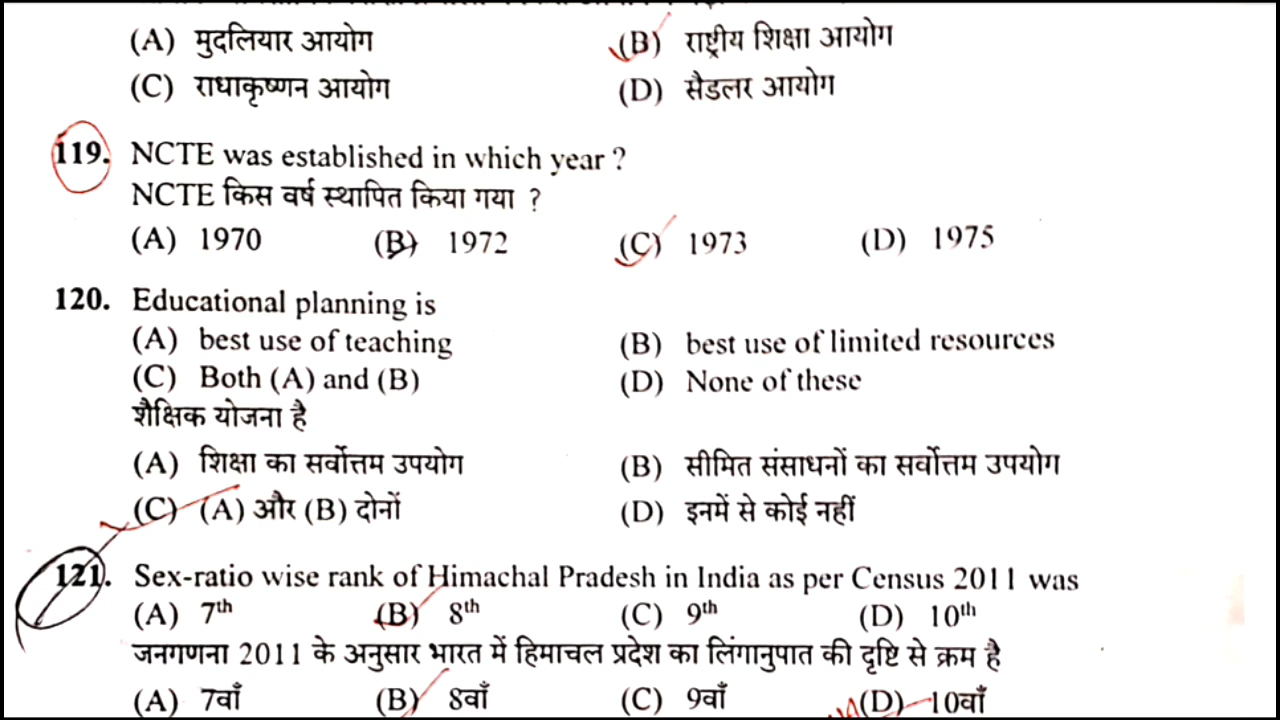 (A) मुदलियार आयोग (B) राष्ट्रीय शिक्षा आयोग
(C) राधाकृष्णन आयोग (D) सैडलर आयोग
119. NCTE was established in which year ?
NCTE किस वर्ष स्थापित किया गया ?
(A) 1970 (B) 1972 (C) 1973 (D) 1975
120. Educational planning is
(A) best use of teaching (B) best use of limited resources
(C) Both (A) and (B) (D) None of these
शैक्षिक योजना है
(A) शिक्षा का सर्वोत्तम उपयोग (B) सीमित संसाधनों का सर्वोत्तम उपयोग
(C) (A) और (B) दोनों (D) इनमें से कोई नहीं
121. Sex-ratio wise rank of Himachal Pradesh in India as per Census 2011 was
(A) 7th (B) 8th (C) 9th (D) 10th
जनगणना 2011 के अनुसार भारत में हिमाचल प्रदेश का लिंगानुपात की दृष्टि से क्रम है
(A) 7वाँ (B) 8वाँ (C) 9वाँ (D) 10वाँ